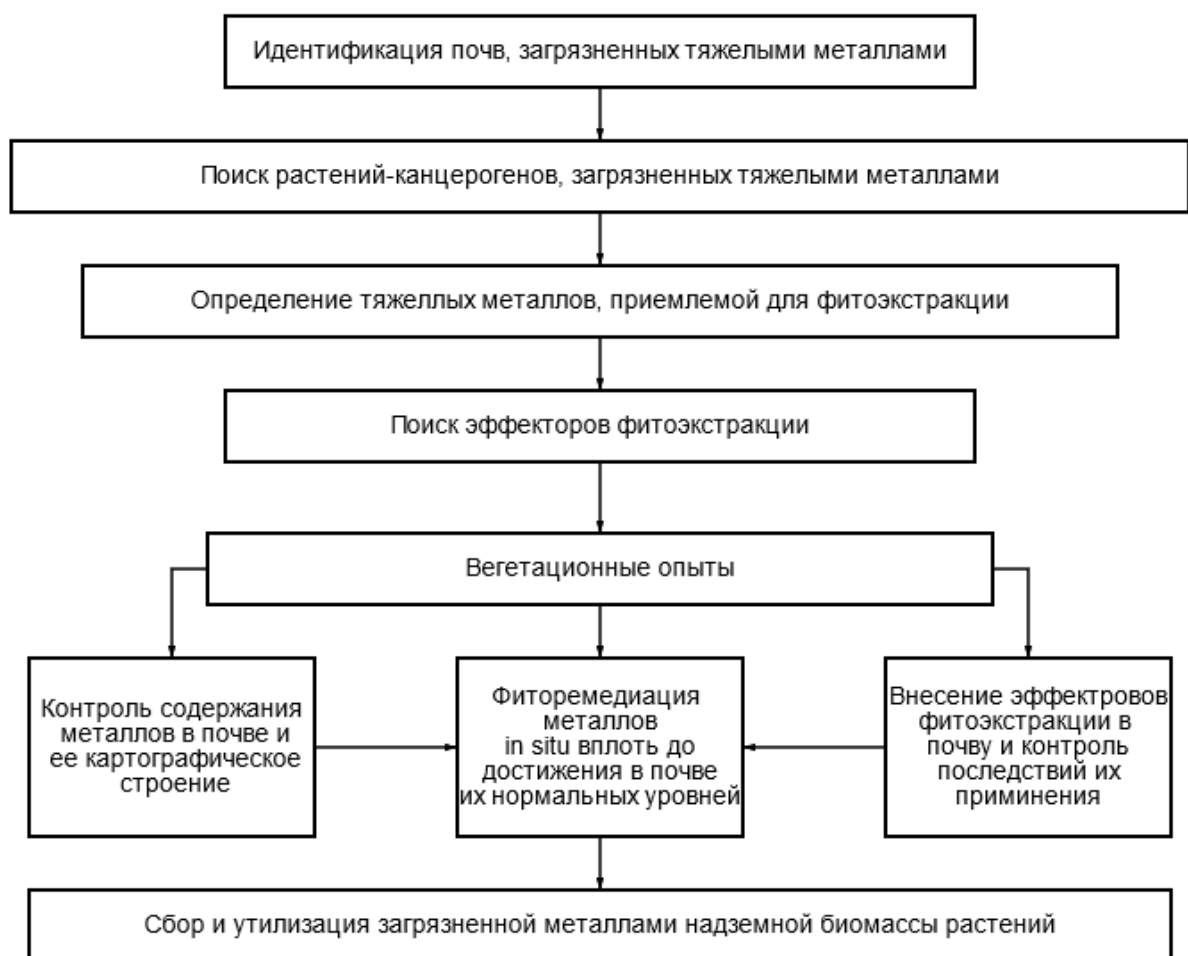 Идентификация почв, загрязненных тяжелыми металлами
Поиск растений-канцерогенов, загрязненных тяжелыми металлами
Определение тяжеллых металлов, приемлемой для фитоэкстракции
Поиск эффекторов фитоэкстракции
Вегетационные опыты
Контроль содержания
металлов в почве и
ее картографическое
строение
Фиторемедиация
металлов
in situ вплоть до
достижения в почве
их нормальных уровней
Внесение эффектровов
фитоэкстракции в
почву и контроль
последствий их
приминения
Сбор и утилизация загрязненной металлами надземной биомассы растений